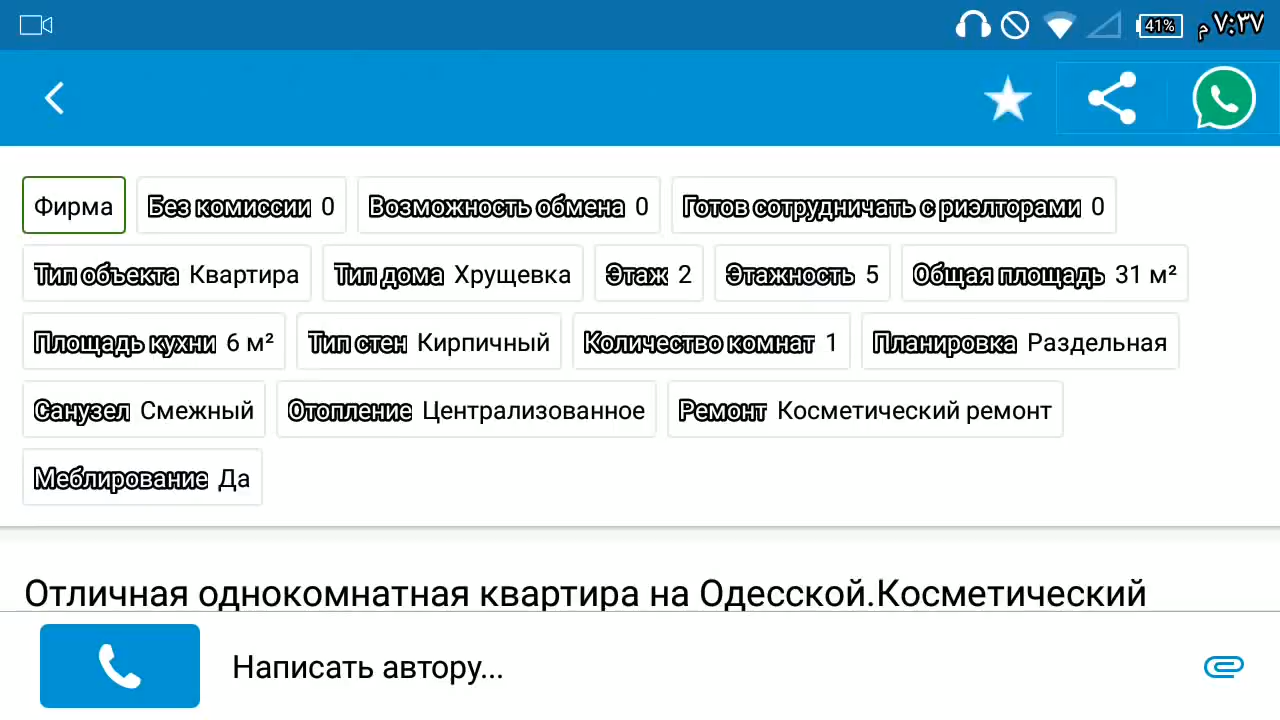 41% ٧:٣٧ م
Фирма Без комиссии 0 Возможность обмена 0 Готов сотрудничать с риэлторами 0
Тип объекта Квартира Тип дома Хрущевка Этаж 2 Этажность 5 Общая площадь 31 м²
Площадь кухни 6 м² Тип стен Кирпичный Количество комнат 1 Планировка Раздельная
Санузел Смежный Отопление Централизованное Ремонт Косметический ремонт
Меблирование Да
Отличная однокомнатная квартира на Одесской.Косметический
Написать автору...